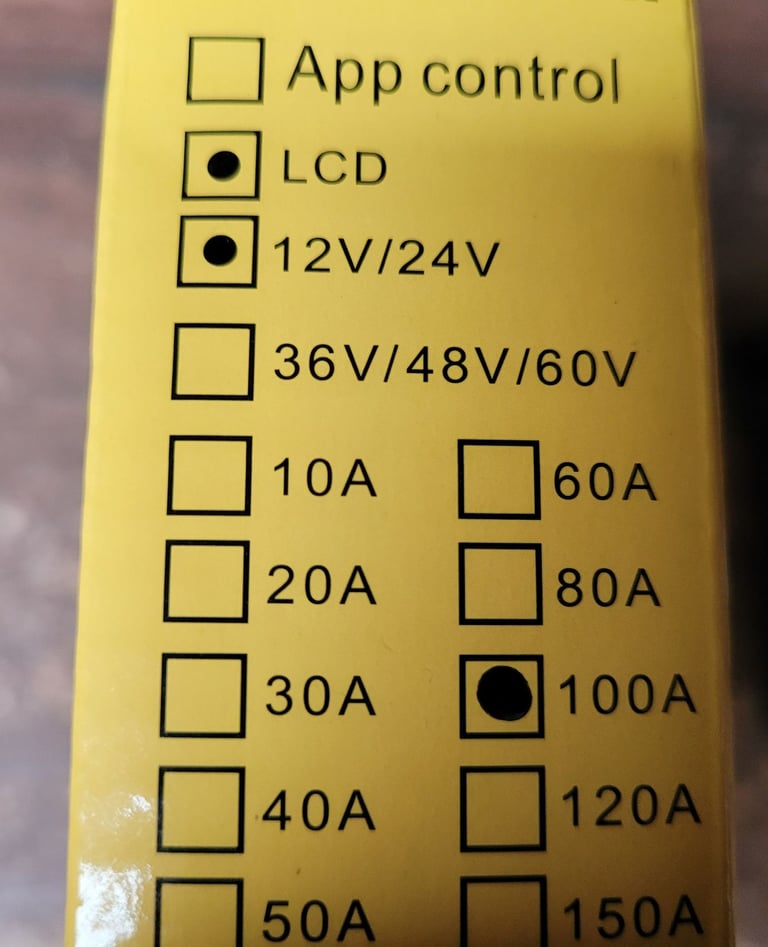 App control
LCD
12V/24V
36V/48V/60V
10A 60A
20A 80A
30A 100A
40A 120A
50A 150A